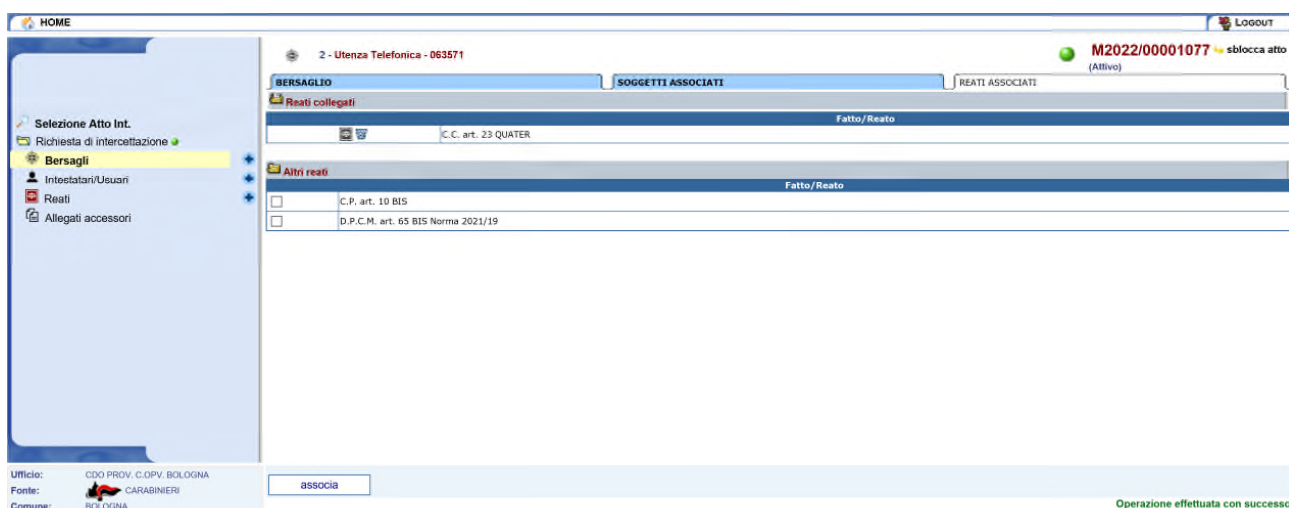 HOME
LOGOUT
2 - Utenza Telefonica - 063571
M2022/00001077 sblocca atto
(Attivo)
BERSAGLIO SOGGETTI ASSOCIATI REATI ASSOCIATI
Reati collegati
Fatto/Reato
C.C. art. 23 QUATER
Altri reati
Fatto/Reato
C.P. art. 10 BIS
D.P.C.M. art. 65 BIS Norma 2021/19
Selezione Atto Int.
Richiesta di intercettazione
Bersagli
Intestatari/Usuari
Reati
Allegati accessori
Ufficio: CDO PROV. C.OPV. BOLOGNA
Fonte: CARABINIERI
Comune: BOLOGNA
associa
Operazione effettuata con successo